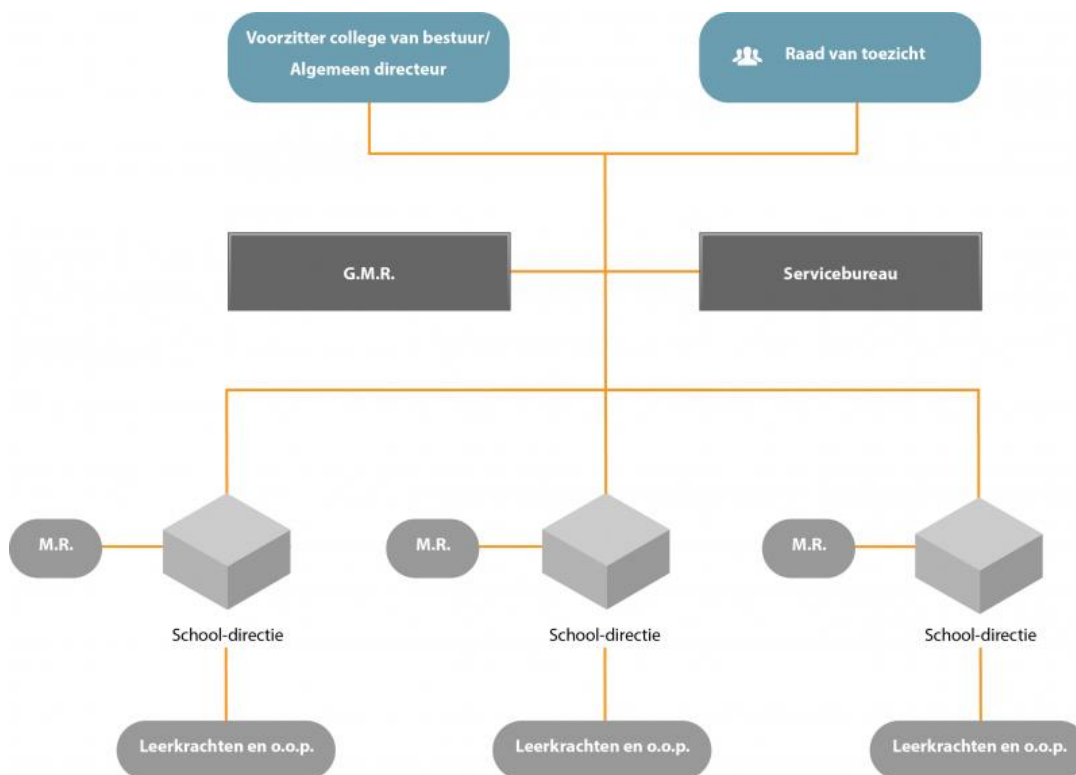 Voorzitter college van bestuur/
Algemeen directeur
Raad van toezicht
G.M.R.
Servicebureau
M.R.
M.R.
M.R.
School-directie
School-directie
School-directie
Leerkrachten en o.o.p.
Leerkrachten en o.o.p.
Leerkrachten en o.o.p.